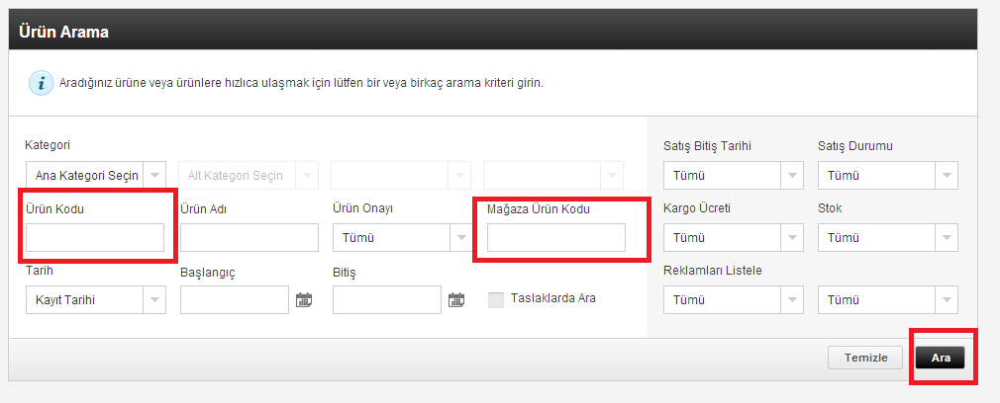 Ürün Arama
Aradığınız ürüne veya ürünlere hızlıca ulaşmak için lütfen bir veya birkaç arama kriteri girin.
Kategori
Ana Kategori Seçin
Alt Kategori Seçin
Ürün Kodu
Ürün Adı
Ürün Onayı
Tümü
Mağaza Ürün Kodu
Tarih
Kayıt Tarihi
Başlangıç
Bitiş
Taslaklarda Ara
Satış Bitiş Tarihi
Tümü
Satış Durumu
Tümü
Kargo Ücreti
Tümü
Stok
Tümü
Reklamları Listele
Tümü
Tümü
Temizle
Ara